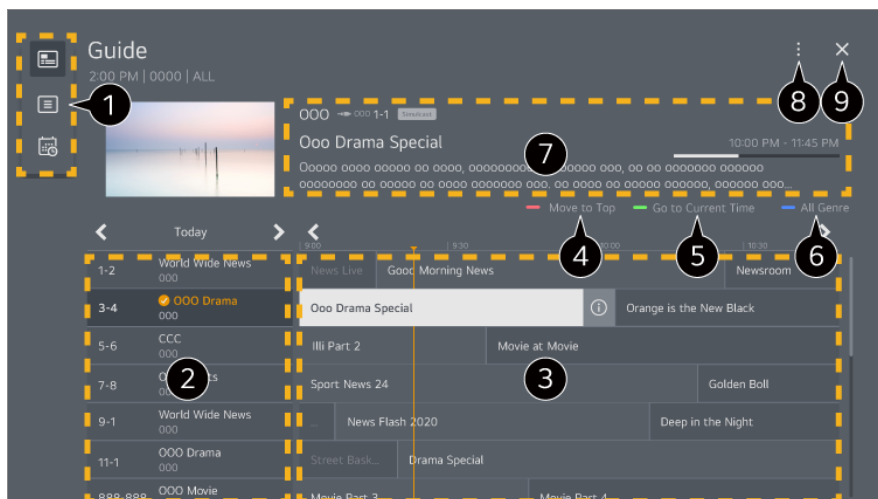 Guide
2:00 PM | 0000 | ALL
1
8
9
OOO 000 1-1 Simulcast
Ooo Drama Special
7
10:00 PM - 11:45 PM
Move to Top
Go to Current Time
All Genre
4
5
6
Today
9:00
9:30
10:00
10:30
1-2 World Wide News
000
News Live
Good Morning News
Newsroom
3-4 OOO Drama
000
Ooo Drama Special
Orange is the New Black
5-6 CCC
000
Illi Part 2
Movie at Movie
7-8
2
3
Sport News 24
Golden Boll
9-1 World Wide News
000
...
News Flash 2020
Deep in the Night
11-1 OOO Drama
000
Street Bask...
Drama Special
888-888 OOO Movie
Movie Part 3
Movie Part 4